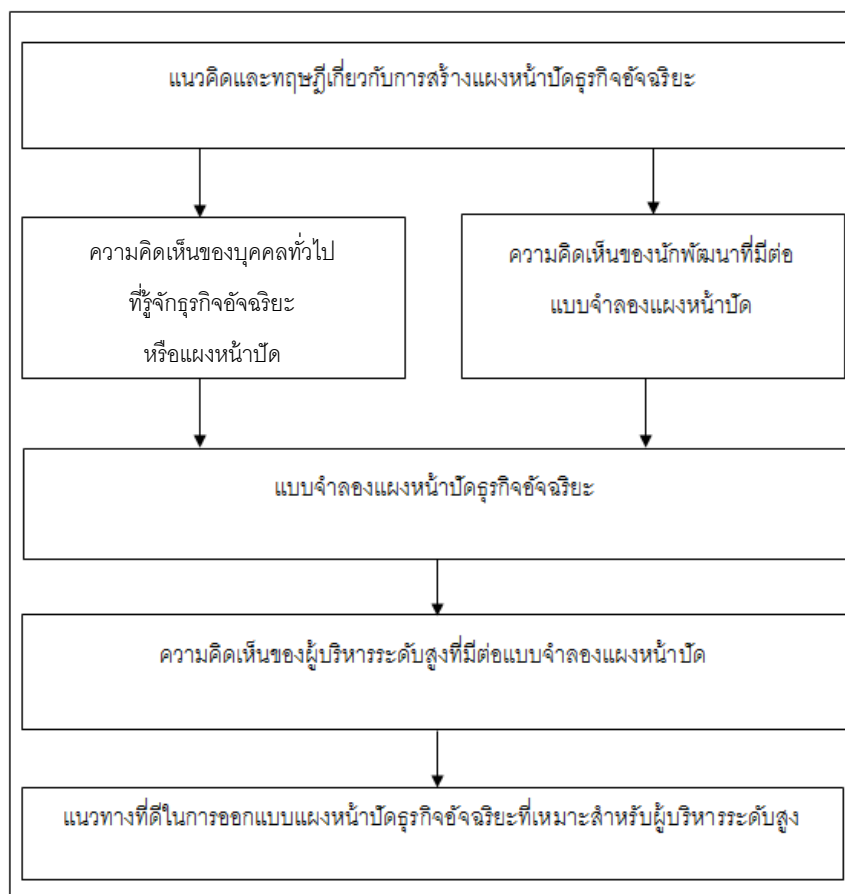 แนวคิดและทฤษฎีเกี่ยวกับการสร้างแผงหน้าปัดธุรกิจอัจฉริยะ
ความคิดเห็นของบุคคลทั่วไป
ที่รู้จักธุรกิจอัจฉริยะ
หรือแผงหน้าปัด
ความคิดเห็นของนักพัฒนาที่มีต่อ
แบบจำลองแผงหน้าปัด
แบบจำลองแผงหน้าปัดธุรกิจอัจฉริยะ
ความคิดเห็นของผู้บริหารระดับสูงที่มีต่อแบบจำลองแผงหน้าปัด
แนวทางที่ดีในการออกแบบแผงหน้าปัดธุรกิจอัจฉริยะที่เหมาะสำหรับผู้บริหารระดับสูง